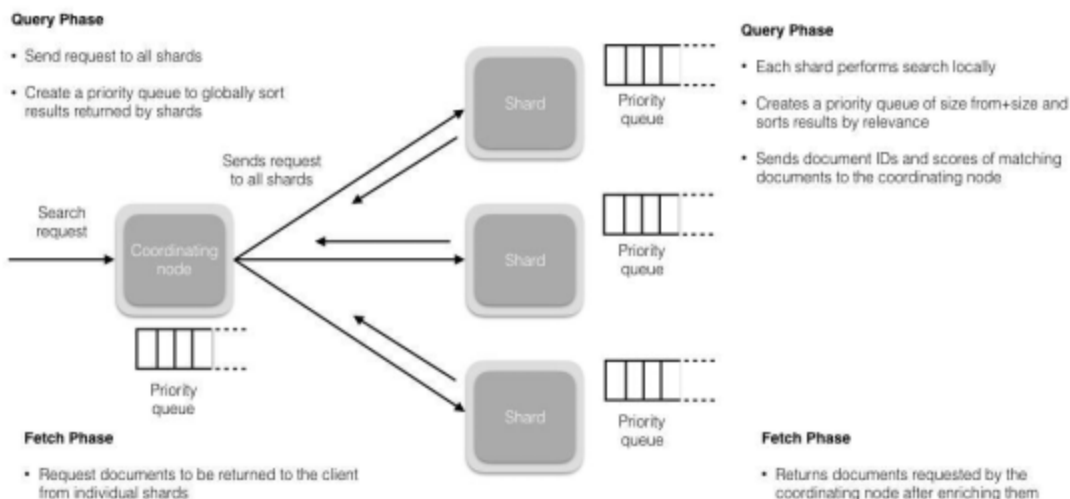 Query Phase
• Send request to all shards
• Create a priority queue to globally sort
results returned by shards
Sends request
to all shards
Search
request
Coordinating
node
Priority
queue
Fetch Phase
• Request documents to be returned to the client
from individual shards
Shard
Priority
queue
Shard
Priority
queue
Shard
Priority
queue
Query Phase
• Each shard performs search locally
• Creates a priority queue of size from+size and
sorts results by relevance
• Sends document IDs and scores of matching
documents to the coordinating node
Fetch Phase
• Returns documents requested by the
coordinating node after enriching them